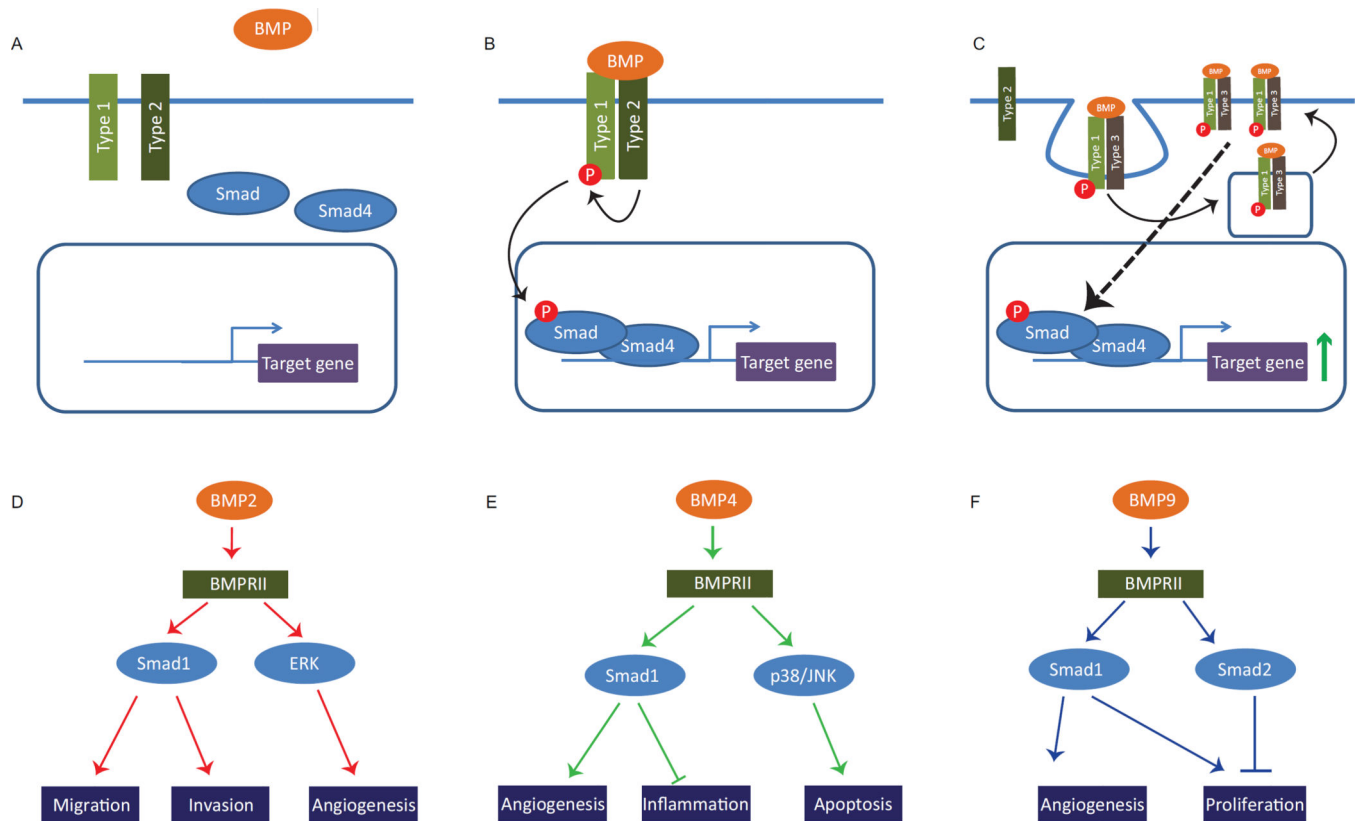 A
BMP
Type 1
Type 2
Smad
Smad4
Target gene
B
BMP
Type 1
Type 2
P
P
Smad
Smad4
Target gene
C
Type 2
BMP
Type 1
Type 3
P
BMP
Type 1
Type 3
P
BMP
Type 1
Type 3
P
BMP
Type 1
Type 3
P
P
Smad
Smad4
Target gene
D
BMP2
BMPRII
Smad1
ERK
Migration
Invasion
Angiogenesis
E
BMP4
BMPRII
Smad1
p38/JNK
Angiogenesis
Inflammation
Apoptosis
F
BMP9
BMPRII
Smad1
Smad2
Angiogenesis
Proliferation